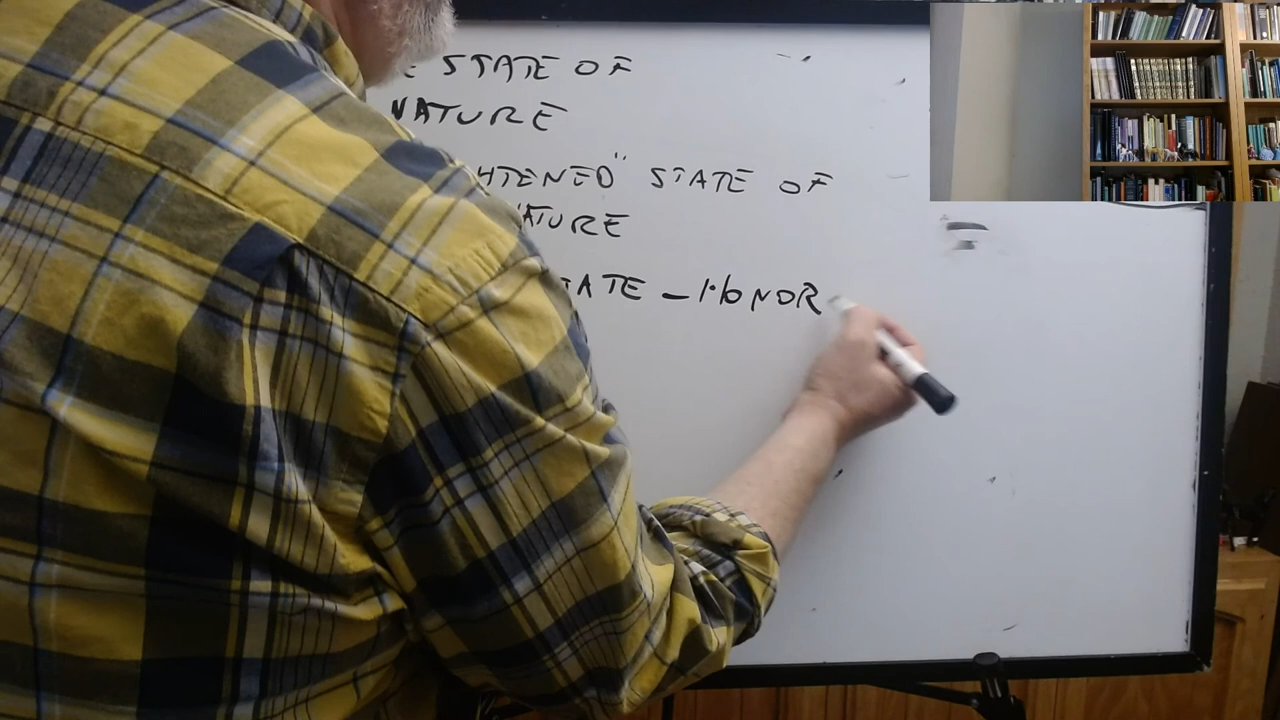 STATE OF
NATURE
HTENED" STATE OF
ATURE
TATE - HONOR